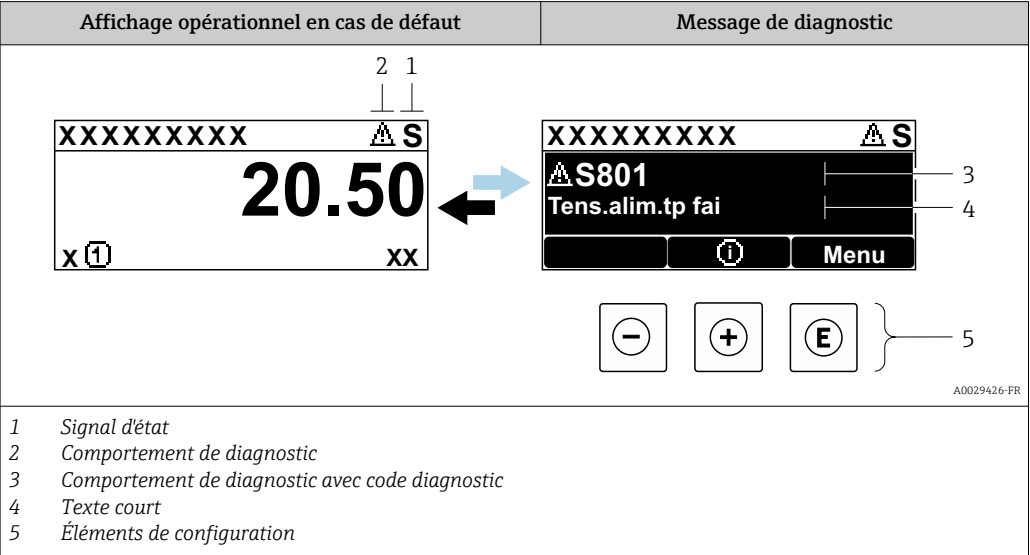 Affichage opérationnel en cas de défaut
Message de diagnostic
2 1
XXXXXXXXX S
20.50
x 1 xx
XXXXXXXXX S
S801
Tens.alim.tp fai
i Menu
3
4
- + E
5
A0029426-FR
1 Signal d'état
2 Comportement de diagnostic
3 Comportement de diagnostic avec code diagnostic
4 Texte court
5 Éléments de configuration